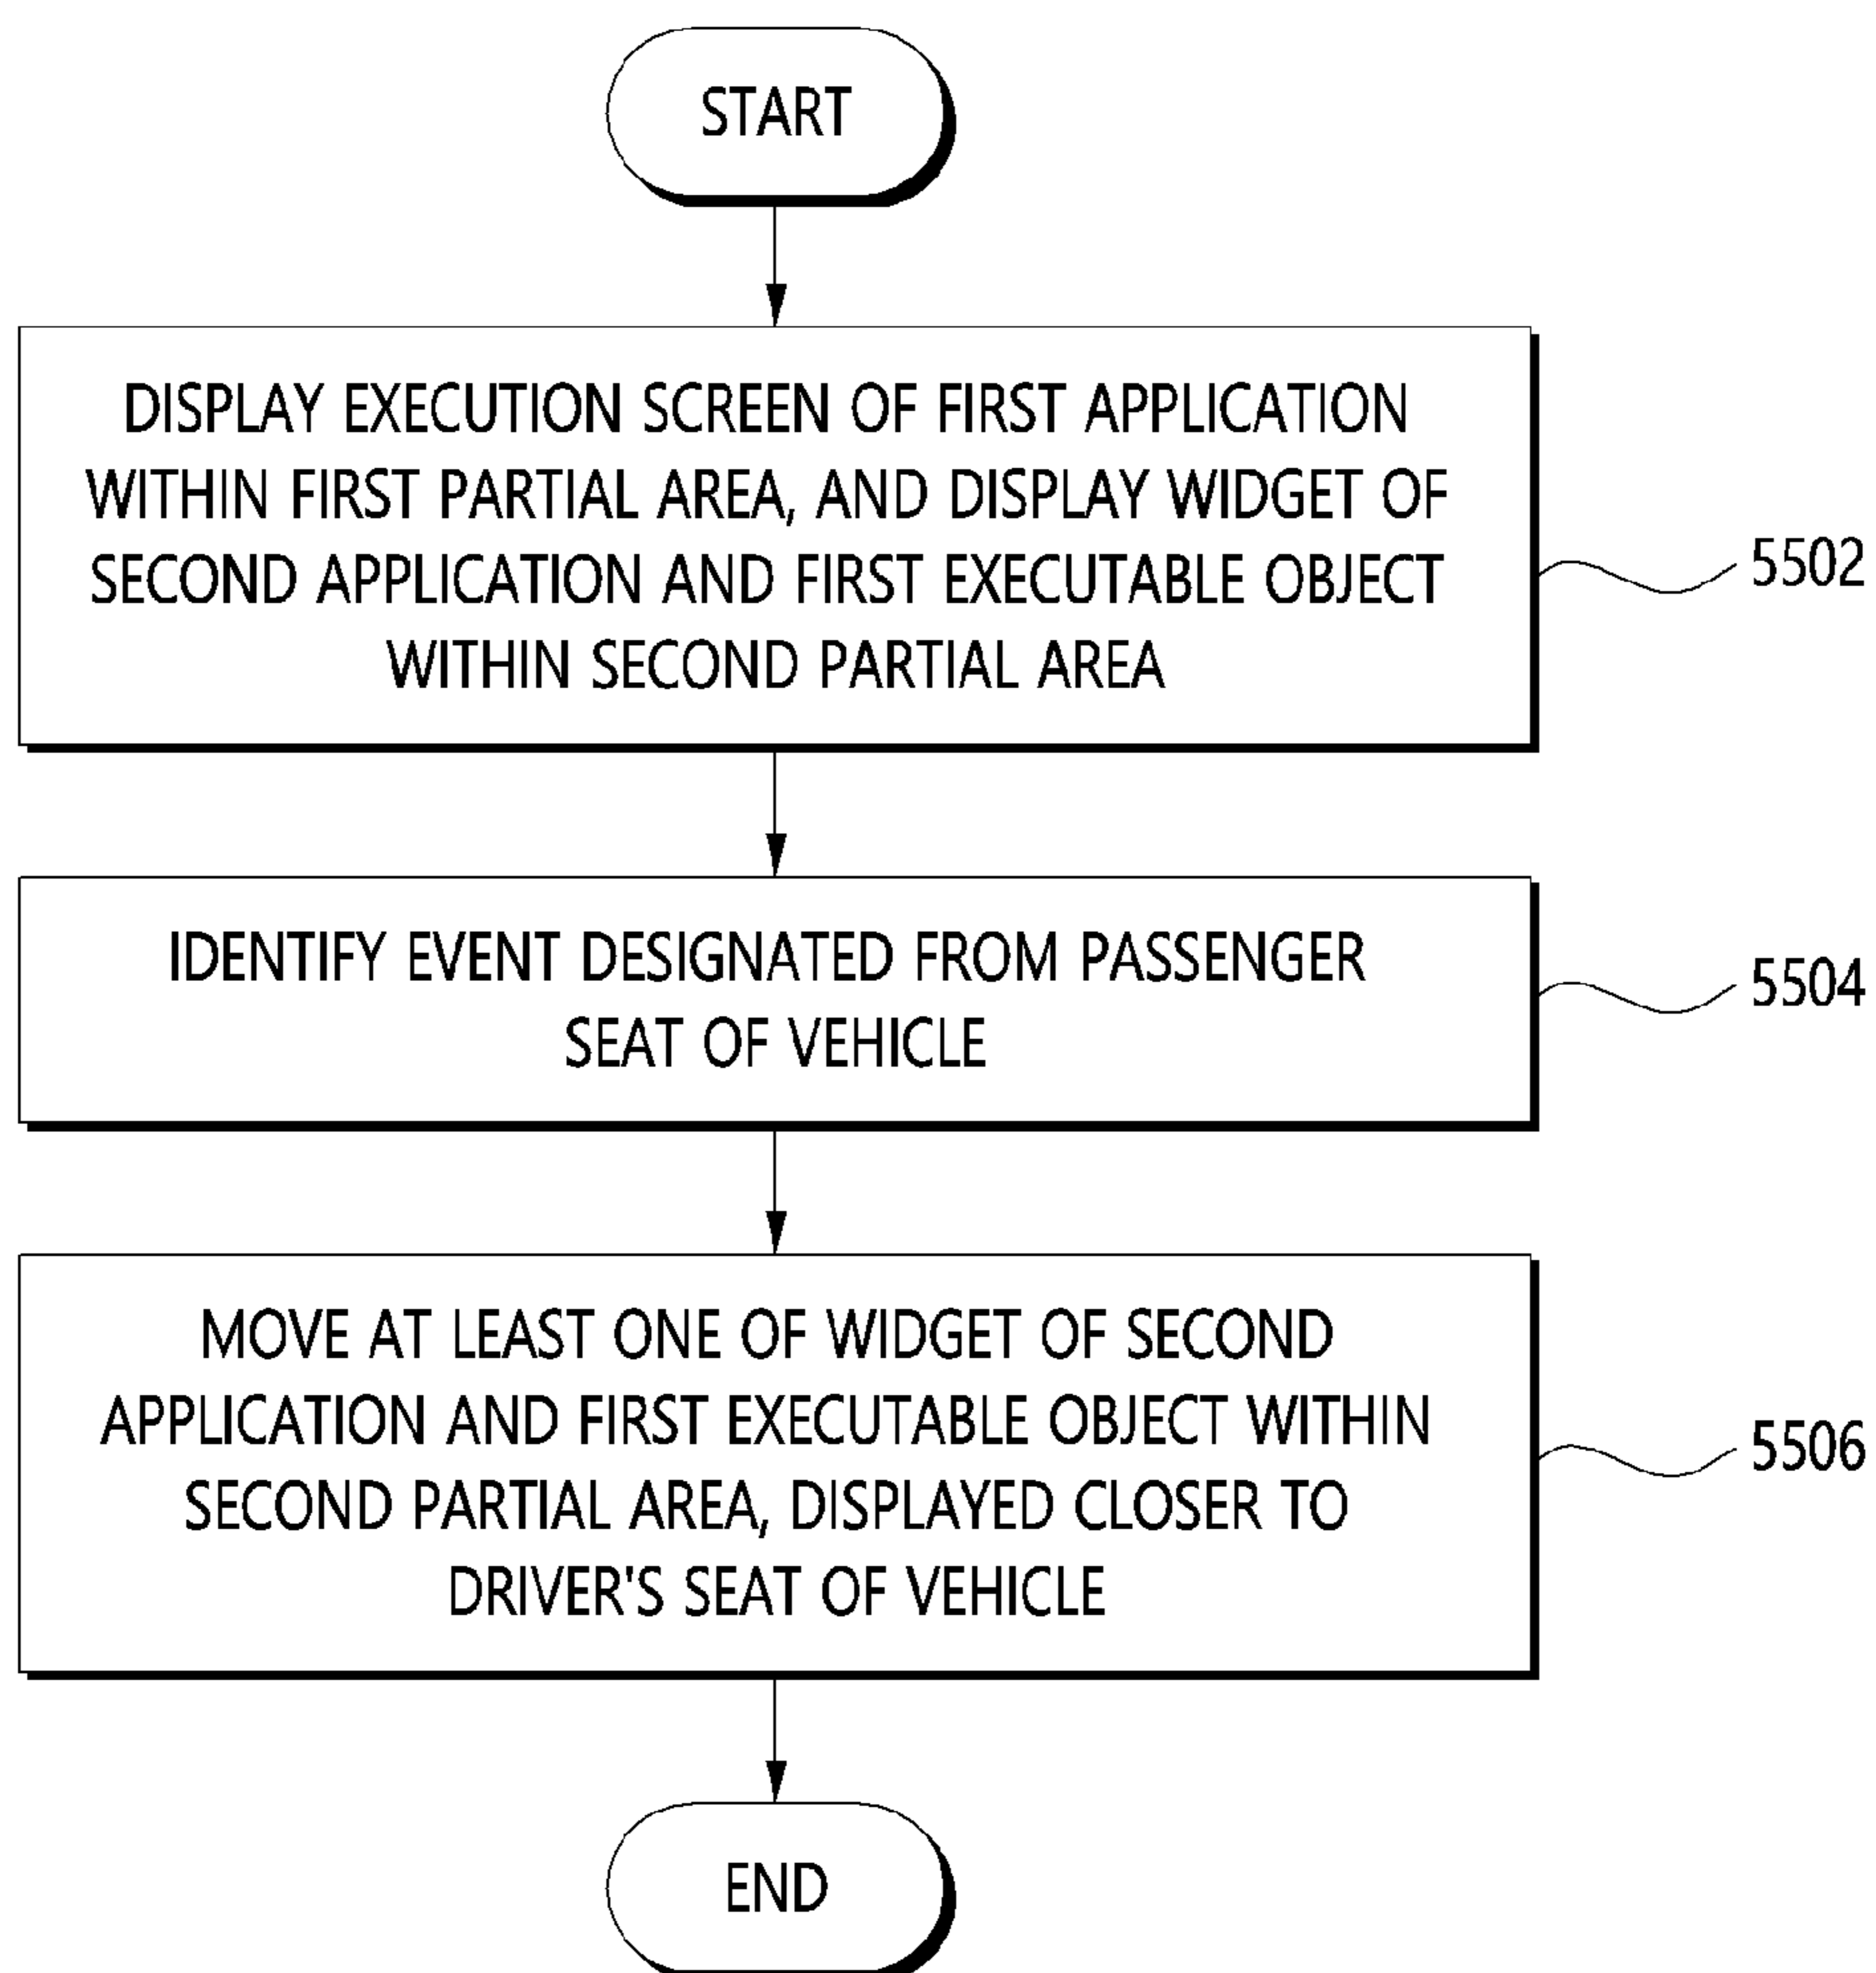 START
DISPLAY EXECUTION SCREEN OF FIRST APPLICATION
WITHIN FIRST PARTIAL AREA, AND DISPLAY WIDGET OF
SECOND APPLICATION AND FIRST EXECUTABLE OBJECT
WITHIN SECOND PARTIAL AREA
5502
IDENTIFY EVENT DESIGNATED FROM PASSENGER
SEAT OF VEHICLE
5504
MOVE AT LEAST ONE OF WIDGET OF SECOND
APPLICATION AND FIRST EXECUTABLE OBJECT WITHIN
SECOND PARTIAL AREA, DISPLAYED CLOSER TO
DRIVER'S SEAT OF VEHICLE
5506
END